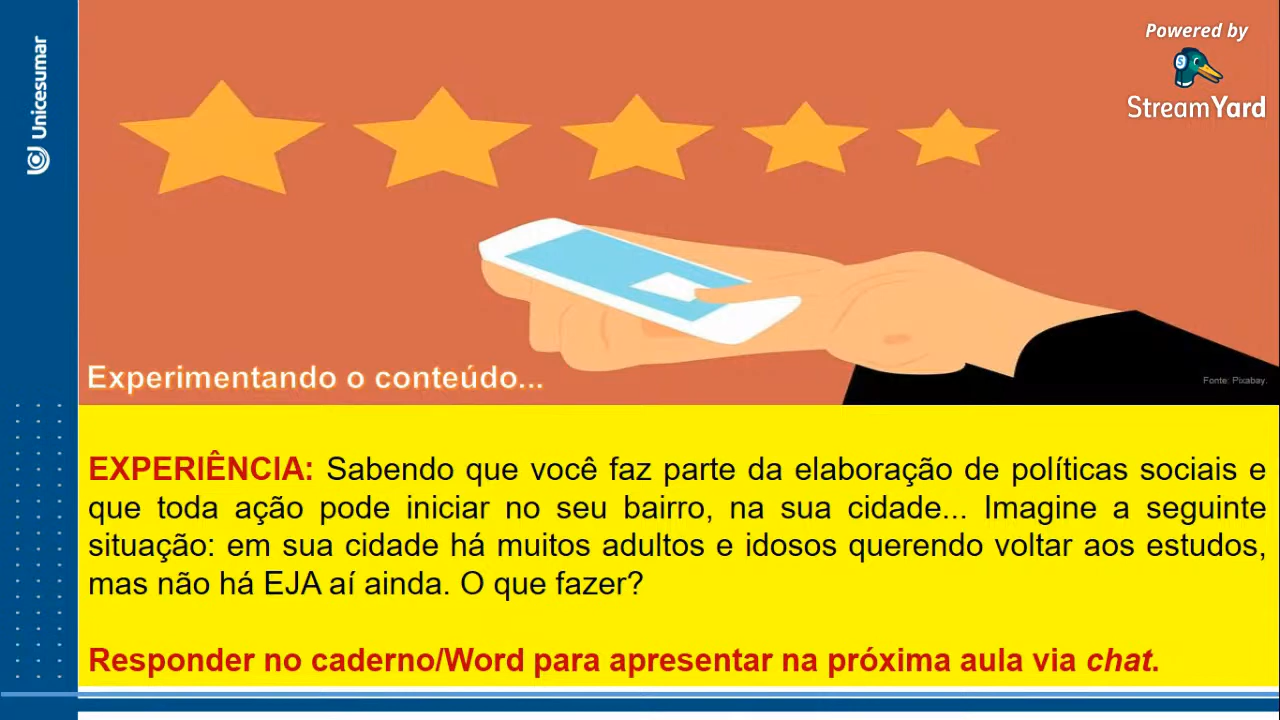 Unicesumar
Powered by
StreamYard
Experimentando o conteúdo...
Fonte: Pixabay.
EXPERIÊNCIA: Sabendo que você faz parte da elaboração de políticas sociais e
que toda ação pode iniciar no seu bairro, na sua cidade... Imagine a seguinte
situação: em sua cidade há muitos adultos e idosos querendo voltar aos estudos,
mas não há EJA aí ainda. O que fazer?
Responder no caderno/Word para apresentar na próxima aula via chat.